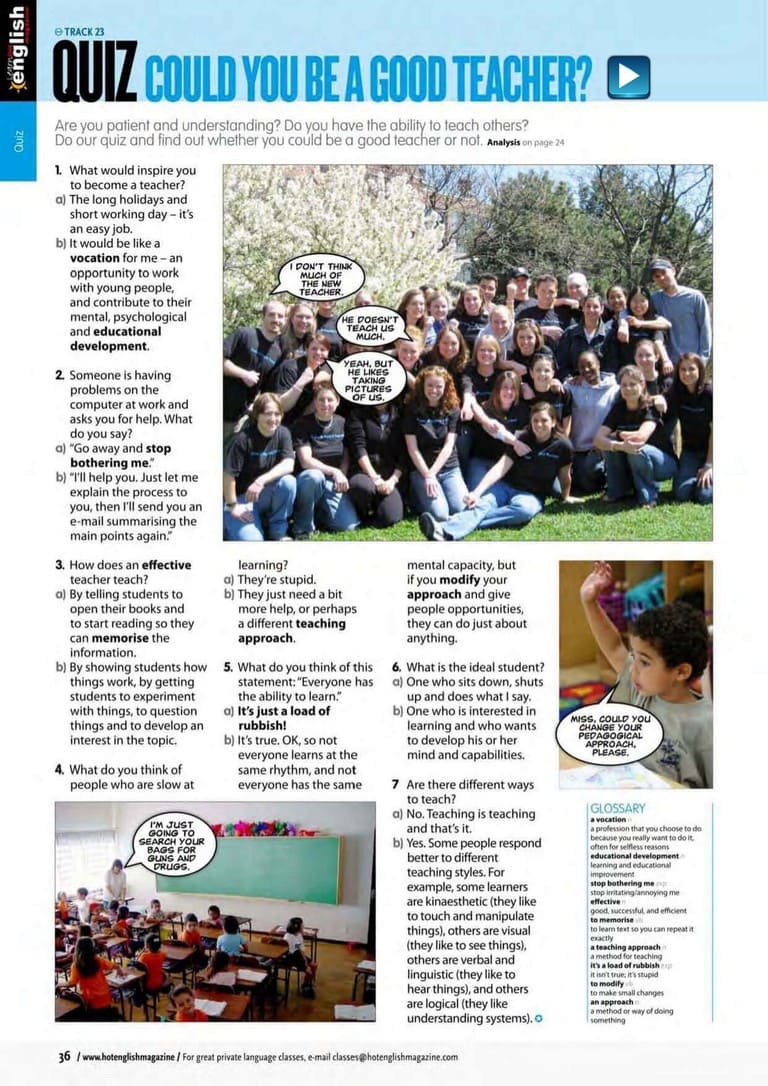 Learn hot
english
magazine
Quiz
TRACK 23
QUIZ COULD YOU BE A GOOD TEACHER?
Are you patient and understanding? Do you have the ability to teach others?
Do our quiz and find out whether you could be a good teacher or not. Analysis on page 24
1. What would inspire you
to become a teacher?
a) The long holidays and
short working day – it's
an easy job.
b) It would be like a
vocation for me – an
opportunity to work
with young people,
and contribute to their
mental, psychological
and educational
development.
2. Someone is having
problems on the
computer at work and
asks you for help. What
do you say?
a) "Go away and stop
bothering me."
b) "I'll help you. Just let me
explain the process to
you, then I'll send you an
e-mail summarising the
main points again."
I DON'T THINK
MUCH OF
THE NEW
TEACHER.
HE DOESN'T
TEACH US
MUCH.
YEAH, BUT
HE LIKES
TAKING
PICTURES
OF US.
3. How does an effective
teacher teach?
a) By telling students to
open their books and
to start reading so they
can memorise the
information.
b) By showing students how
things work, by getting
students to experiment
with things, to question
things and to develop an
interest in the topic.
4. What do you think of
people who are slow at
learning?
a) They're stupid.
b) They just need a bit
more help, or perhaps
a different teaching
approach.
5. What do you think of this
statement: "Everyone has
the ability to learn."
a) It's just a load of
rubbish!
b) It's true. OK, so not
everyone learns at the
same rhythm, and not
everyone has the same
mental capacity, but
if you modify your
approach and give
people opportunities,
they can do just about
anything.
6. What is the ideal student?
a) One who sits down, shuts
up and does what I say.
b) One who is interested in
learning and who wants
to develop his or her
mind and capabilities.
7 Are there different ways
to teach?
a) No. Teaching is teaching
and that's it.
b) Yes. Some people respond
better to different
teaching styles. For
example, some learners
are kinaesthetic (they like
to touch and manipulate
things), others are visual
(they like to see things),
others are verbal and
linguistic (they like to
hear things), and others
are logical (they like
understanding systems).
MISS, COULD YOU
CHANGE YOUR
PEDAGOGICAL
APPROACH,
PLEASE.
I'M JUST
GOING TO
SEARCH YOUR
BAGS FOR
GUNS AND
DRUGS.
GLOSSARY
a vocation n
a profession that you choose to do
because you really want to do it,
often for selfless reasons
educational development n
learning and educational
improvement
stop bothering me exp
stop irritating/annoying me
effective n
good, successful, and efficient
to memorise vb
to learn text so you can repeat it
exactly
a teaching approach n
a method for teaching
it's a load of rubbish exp
it isn't true; it's stupid
to modify vb
to make small changes
an approach n
a method or way of doing
something
36 / www.hotenglishmagazine / For great private language classes, e-mail classes@hotenglishmagazine.com